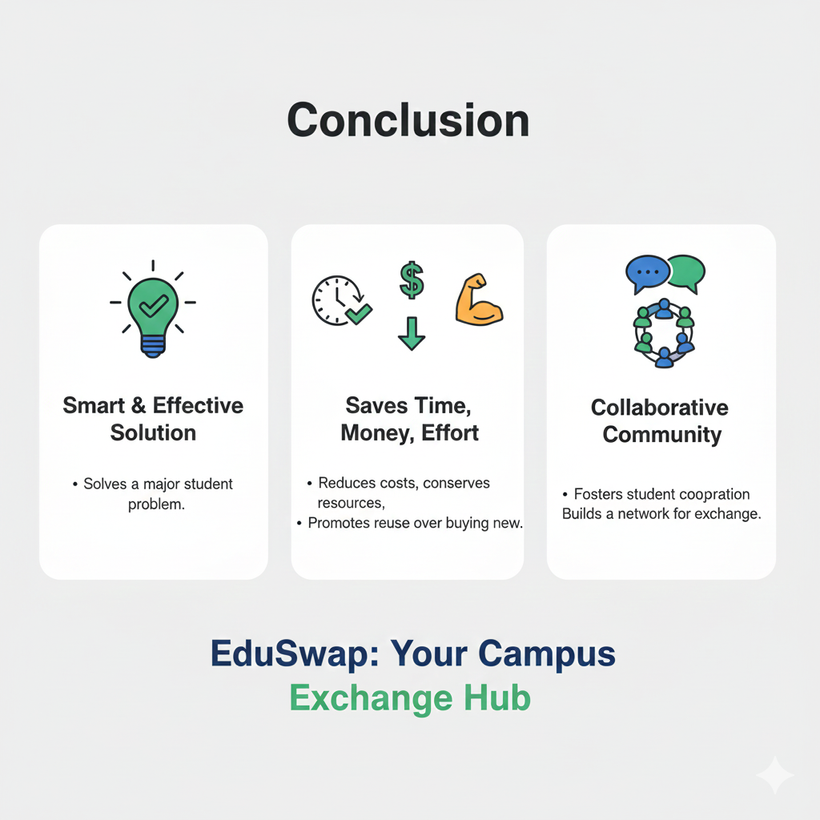 Conclusion
Smart & Effective
Solution
• Solves a major student
problem.
$
Saves Time,
Money, Effort
• Reduces costs, conserves
resources,
• Promotes reuse over buying new.
Collaborative
Community
• Fosters student coopration
Builds a network for exchange.
EduSwap: Your Campus
Exchange Hub